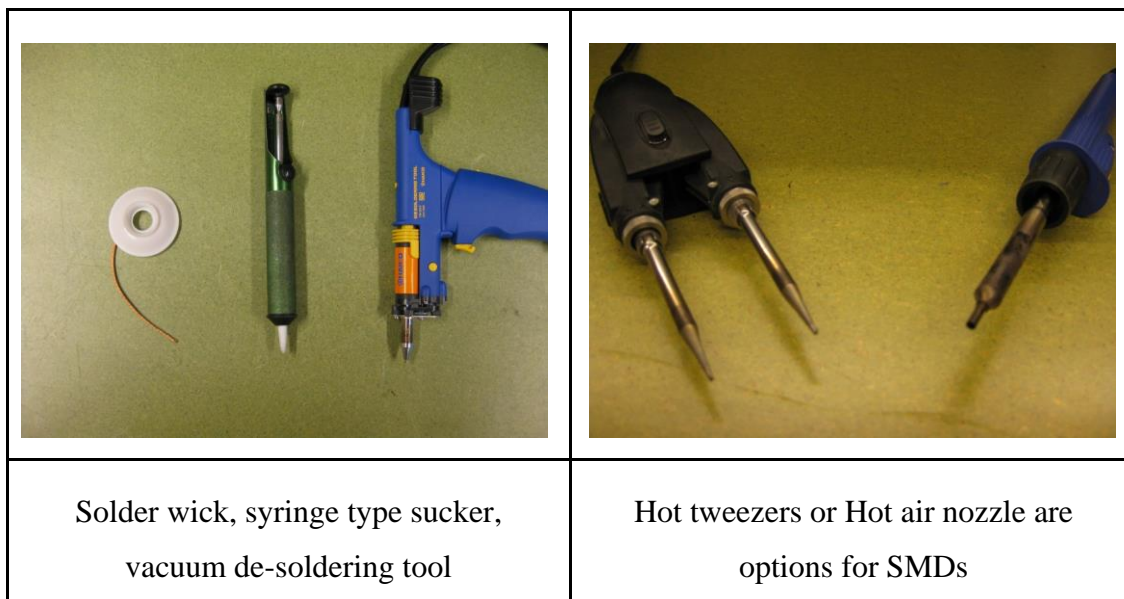 Solder wick, syringe type sucker,
vacuum de-soldering tool
Hot tweezers or Hot air nozzle are
options for SMDs